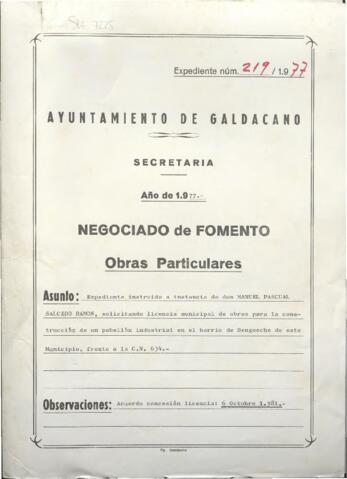 Expediente núm. 219/1.977
AYUNTAMIENTO DE GALDACANO
SECRETARIA
Año de 1.977.-
NEGOCIADO de FOMENTO
Obras Particulares
Asunto: Expediente instruido a instancia de don MANUEL PASCUAL
SALCEDO RAMOS, solicitando licencia municipal de obras para la cons-
trucción de un pabellón industrial en el barrio de Bengoeche de este
Municipio, frente a la C.N. 634.-
Observaciones: Acuerdo concesión licencia: 6 Octubre 1.981.-